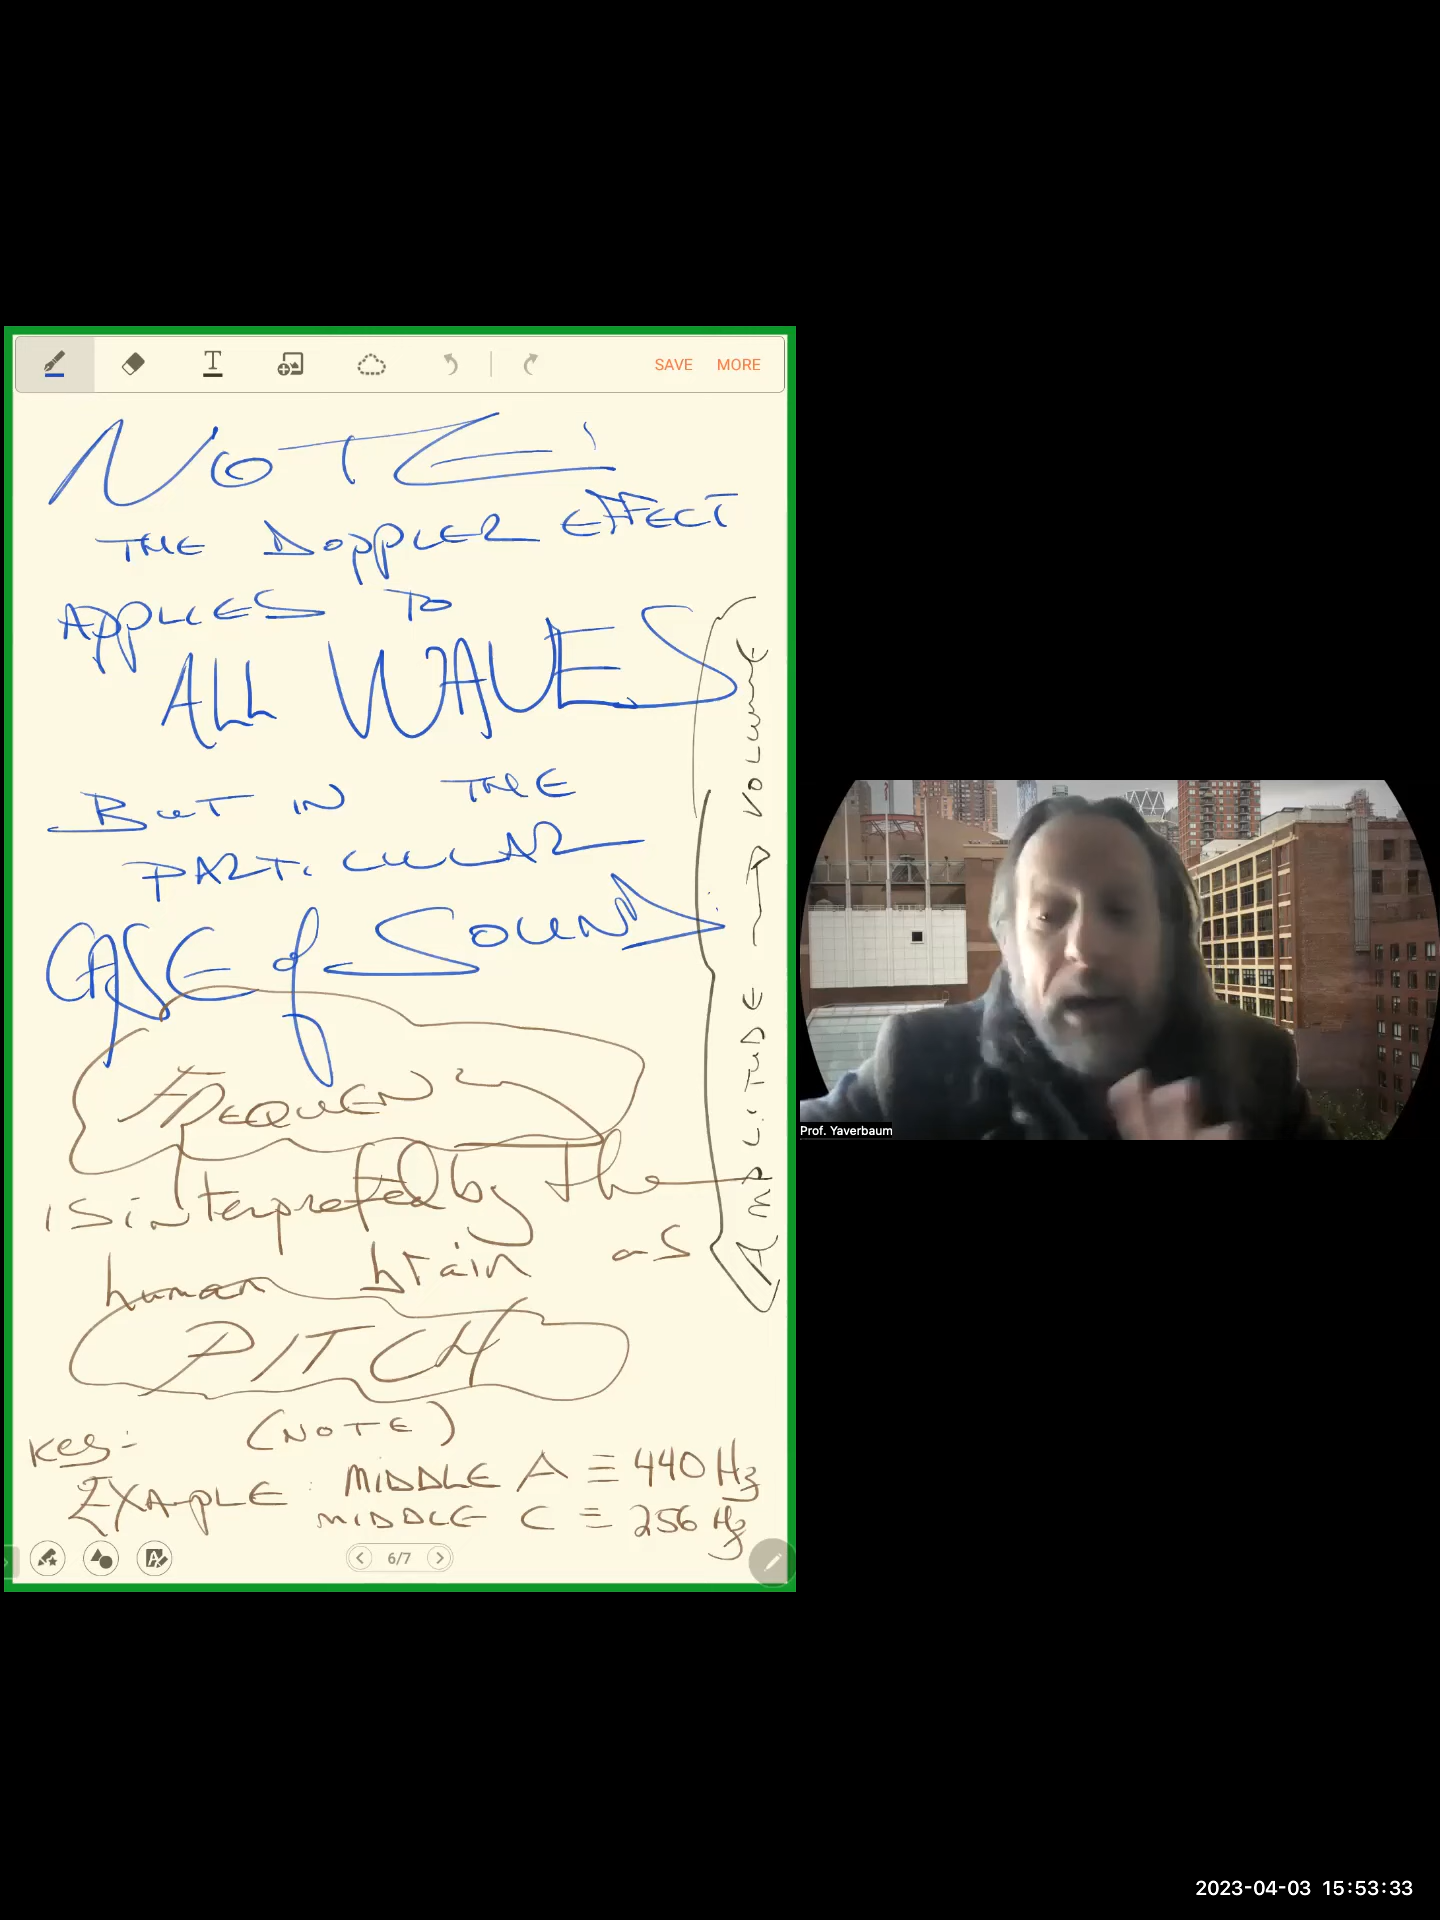 T
SAVE
MORE
NOTE:
THE DOPPLER EFFECT
APPLIES TO
ALL WAVES
BUT IN THE
PARTICULAR
CASE of SOUND:
FREQUENCY
is interpreted by the
human brain as
PITCH
(NOTE)
Key:
EXAMPLE: MIDDLE A ≡ 440 Hz
MIDDLE C ≡ 256 Hz
AMPLITUDE → VOLUME
6/7
Prof. Yaverbaum
2023-04-03 15:53:33